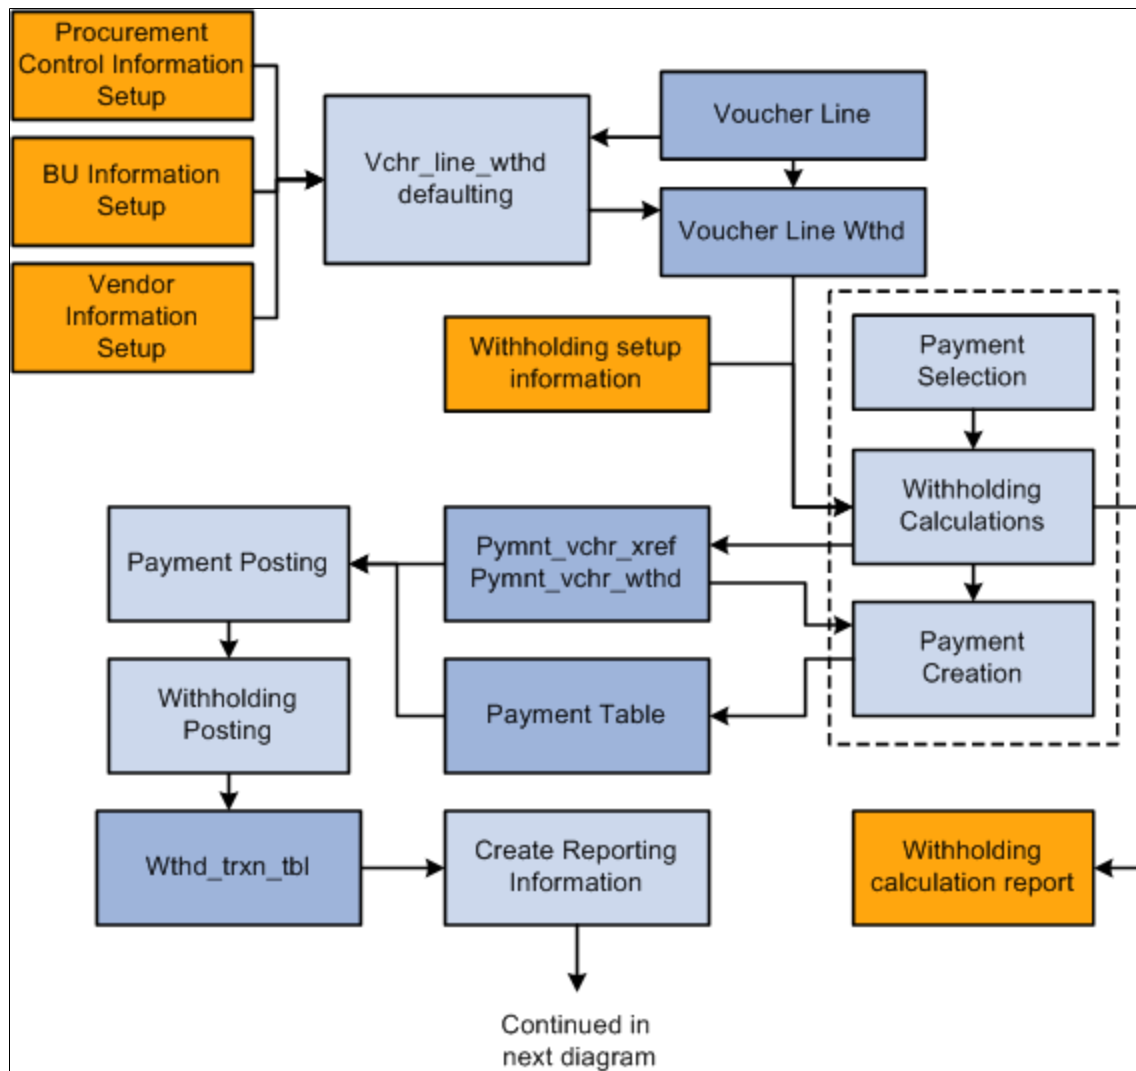 Procurement
Control Information
Setup
BU Information
Setup
Vendor
Information
Setup
Vchr_line_wthd
defaulting
Voucher Line
Voucher Line Wthd
Withholding setup
information
Payment
Selection
Withholding
Calculations
Payment
Creation
Pymnt_vchr_xref
Pymnt_vchr_wthd
Payment Table
Payment Posting
Withholding
Posting
Wthd_trxn_tbl
Create Reporting
Information
Withholding
calculation report
Continued in
next diagram